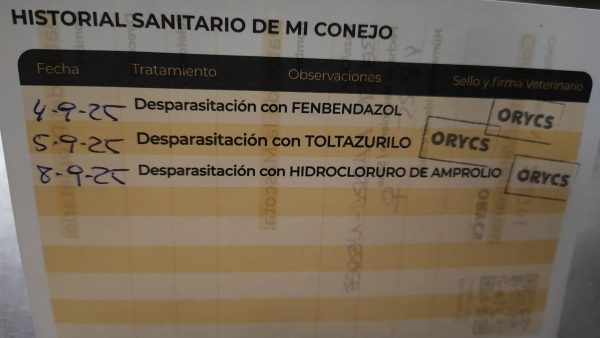 HISTORIAL SANITARIO DE MI CONEJO
Fecha Tratamiento Observaciones Sello y firma Veterinario
4-9-25 Desparasitación con FENBENDAZOL ORYCS
5-9-25 Desparasitación con TOLTAZURILO ORYCS
8-9-25 Desparasitación con HIDROCLORURO DE AMPROLIO ORYCS